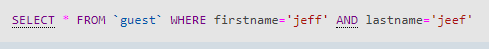 SELECT * FROM `guest` WHERE firstname='jeff' AND lastname='jeef'